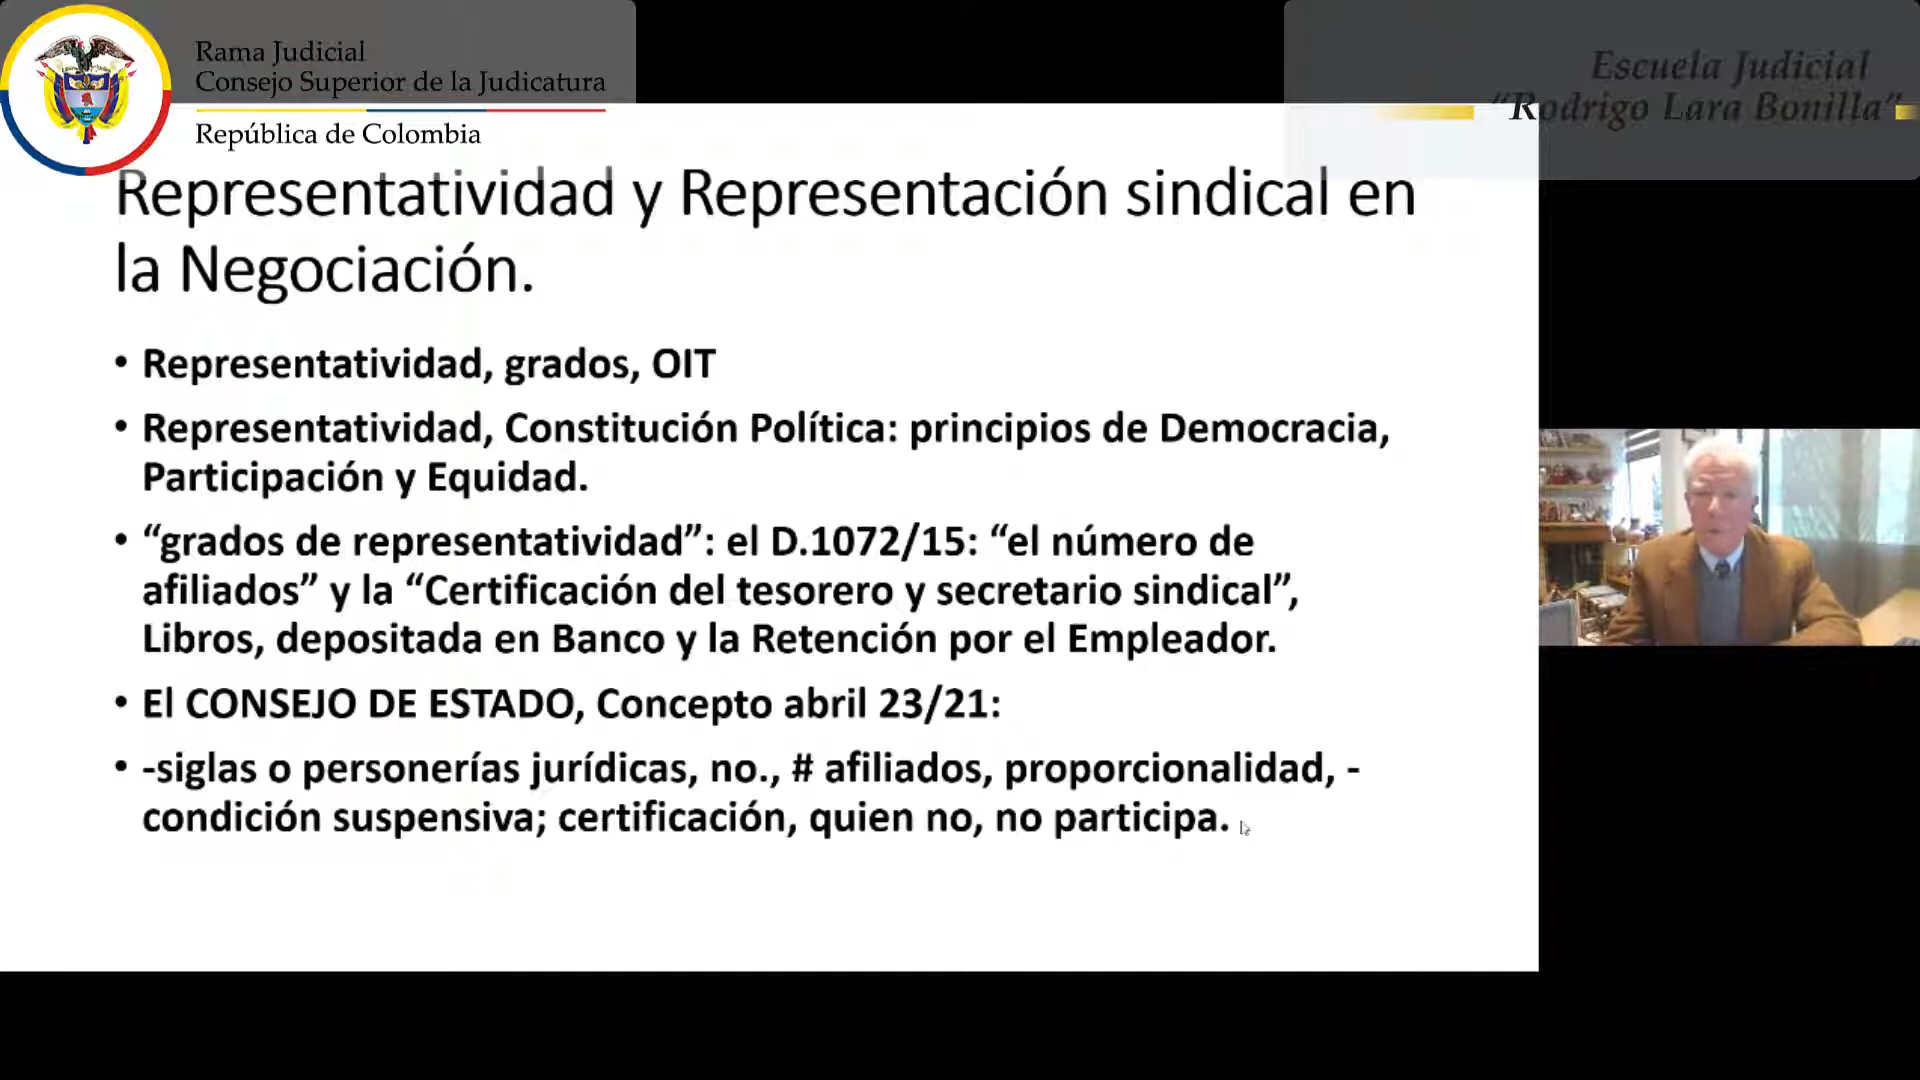 Rama Judicial
Consejo Superior de la Judicatura
República de Colombia
Escuela Judicial
“Rodrigo Lara Bonilla”
Representatividad y Representación sindical en
la Negociación.
• Representatividad, grados, OIT
• Representatividad, Constitución Política: principios de Democracia,
Participación y Equidad.
• “grados de representatividad”: el D.1072/15: “el número de
afiliados” y la “Certificación del tesorero y secretario sindical”,
Libros, depositada en Banco y la Retención por el Empleador.
• El CONSEJO DE ESTADO, Concepto abril 23/21:
• -siglas o personerías jurídicas, no., # afiliados, proporcionalidad, -
condición suspensiva; certificación, quien no, no participa.